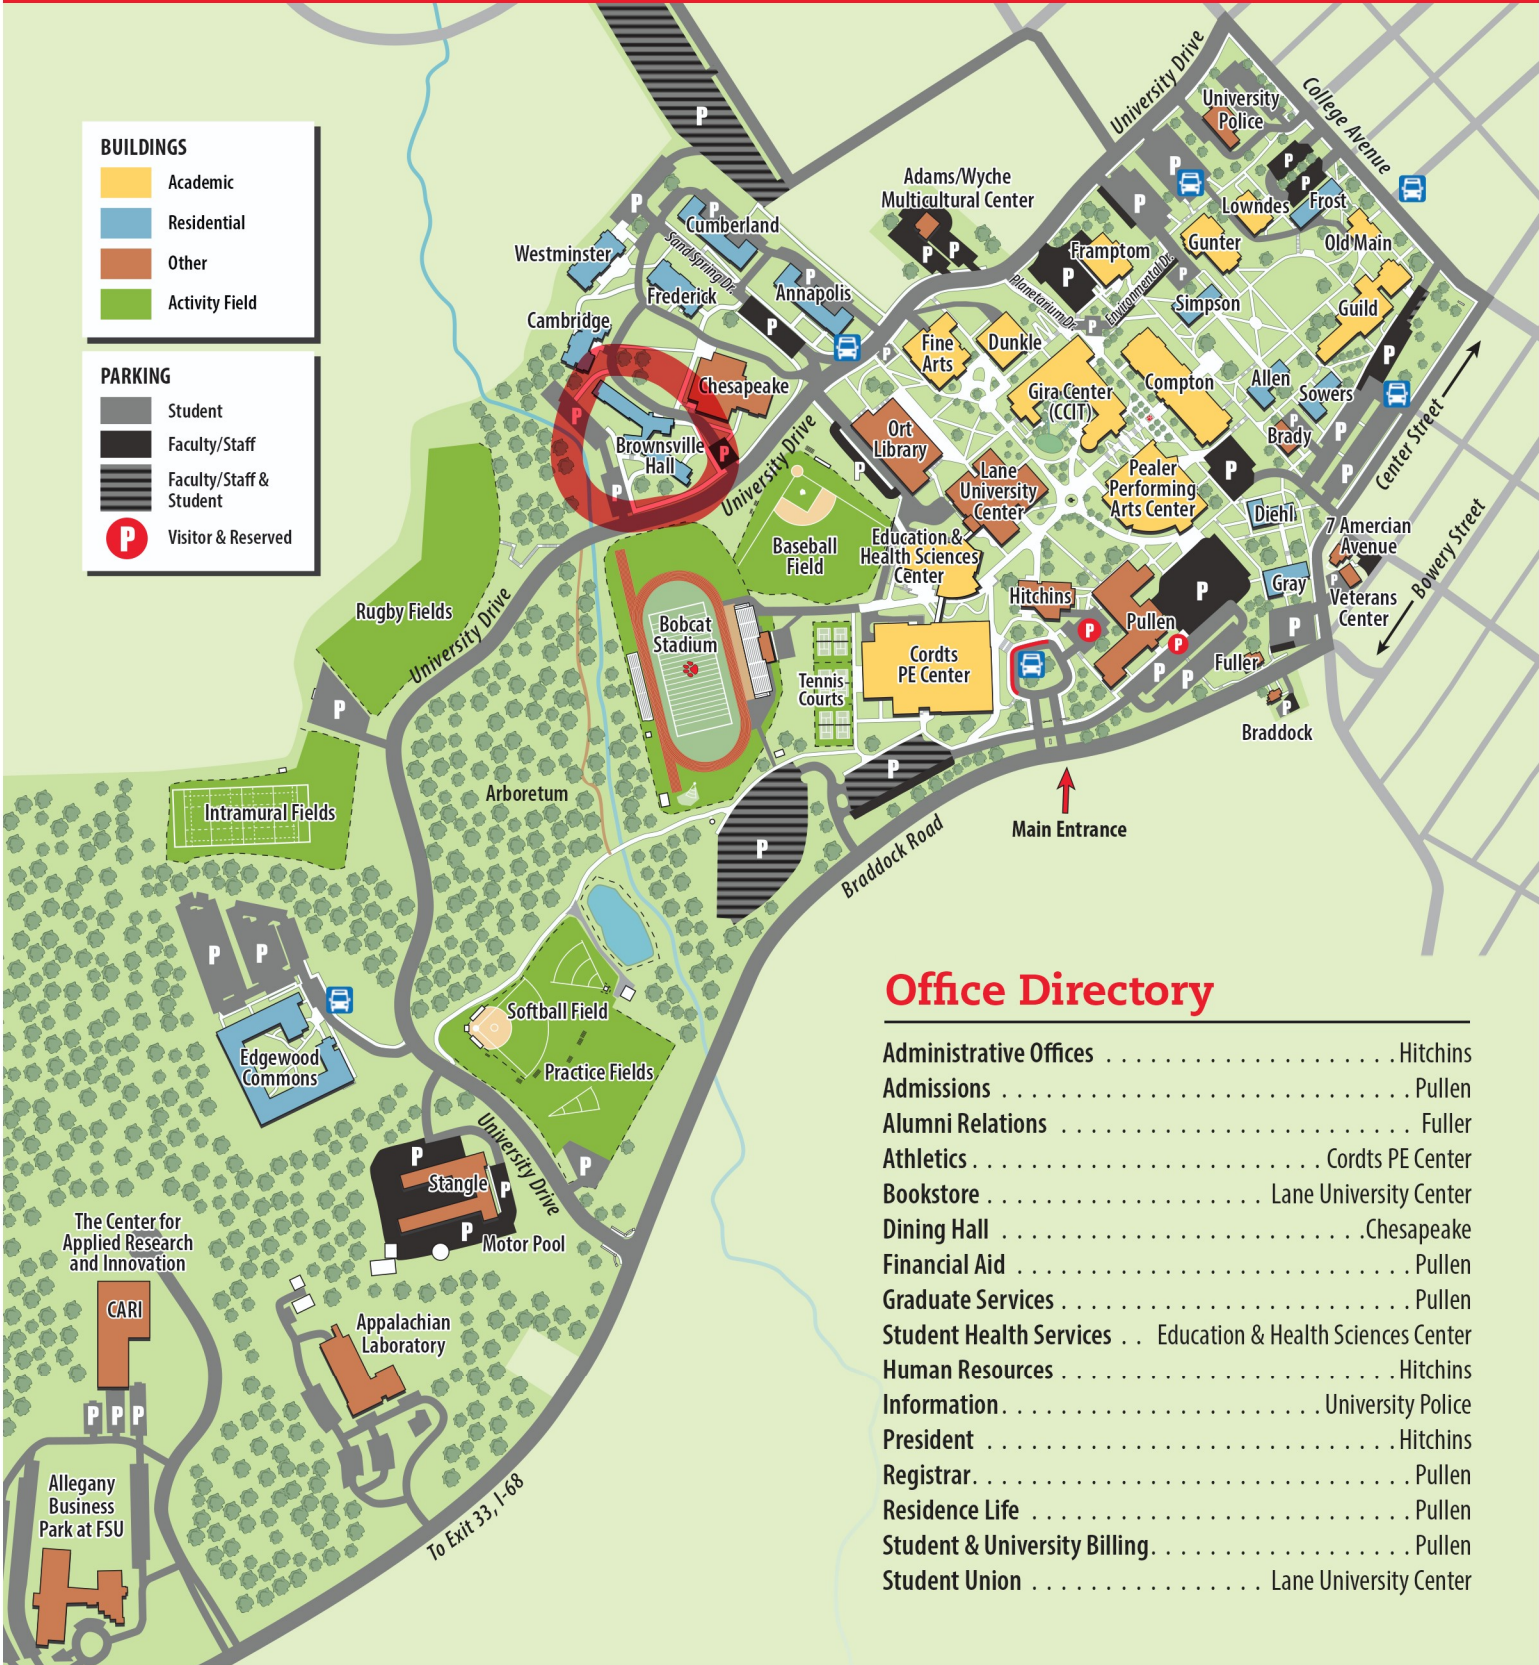 BUILDINGS
Academic
Residential
Other
Activity Field
PARKING
Student
Faculty/Staff
Faculty/Staff &
Student
P Visitor & Reserved
University Drive
College Avenue
University
Police
P
P
P
P
P
Adams/Wyche
Multicultural Center
P
P
Lowndes
Frost
Old Main
Gunter
Framptom
P
P
P
Planetarium Dr.
Environmental Dr.
Simpson
Guild
P
P
Cumberland
P
Westminster
Sand Spring Dr.
Frederick
P
Annapolis
P
Cambridge
P
Fine
Arts
Dunkle
Gira Center
(CCIT)
Compton
Allen
Sowers
P
Brady
P
P
Center Street
P
Chesapeake
Brownsville
Hall
P
P
P
University Drive
Ort
Library
P
Lane
University
Center
Pealer
Performing
Arts Center
P
Diehl
7 Amercian
Avenue
P
Veterans
Center
Bowery Street
Baseball
Field
Education &
Health Sciences
Center
Hitchins
P
Gray
P
Pullen
P
P
P
P
Fuller
P
Braddock
Rugby Fields
University Drive
Bobcat
Stadium
Tennis
Courts
Cordts
PE Center
P
P
P
Main Entrance
Braddock Road
Arboretum
Intramural Fields
P
P
Edgewood
Commons
Softball Field
Practice Fields
University Drive
P
P
Stangle
P
P
Motor Pool
The Center for
Applied Research
and Innovation
CARI
P P P
Appalachian
Laboratory
Allegany
Business
Park at FSU
To Exit 33, I-68
Office Directory
Administrative Offices . . . . . . . . . . . . . . . . . . . . Hitchins
Admissions . . . . . . . . . . . . . . . . . . . . . . . . . . . . Pullen
Alumni Relations . . . . . . . . . . . . . . . . . . . . . . . . Fuller
Athletics . . . . . . . . . . . . . . . . . . . . . . . . Cordts PE Center
Bookstore . . . . . . . . . . . . . . . . . . . Lane University Center
Dining Hall . . . . . . . . . . . . . . . . . . . . . . . . . Chesapeake
Financial Aid . . . . . . . . . . . . . . . . . . . . . . . . . . . Pullen
Graduate Services . . . . . . . . . . . . . . . . . . . . . . . . Pullen
Student Health Services . . Education & Health Sciences Center
Human Resources . . . . . . . . . . . . . . . . . . . . . . . Hitchins
Information . . . . . . . . . . . . . . . . . . . . . . University Police
President . . . . . . . . . . . . . . . . . . . . . . . . . . . . Hitchins
Registrar . . . . . . . . . . . . . . . . . . . . . . . . . . . . . . Pullen
Residence Life . . . . . . . . . . . . . . . . . . . . . . . . . . Pullen
Student & University Billing . . . . . . . . . . . . . . . . . . Pullen
Student Union . . . . . . . . . . . . . . . . Lane University Center